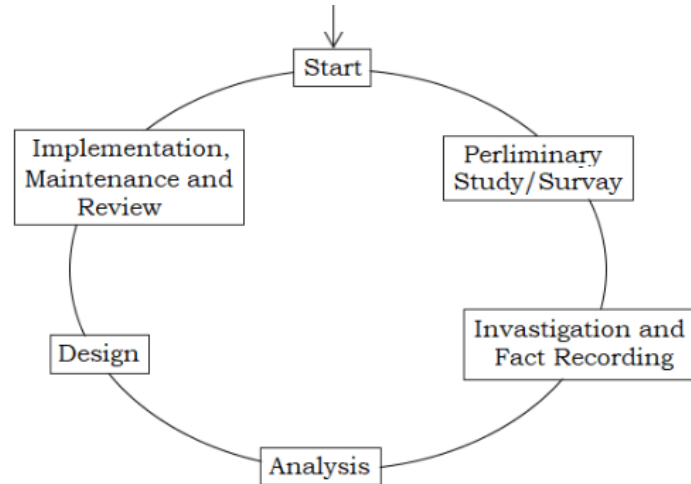 Start
Perliminary
Study/Survay
Invastigation and
Fact Recording
Analysis
Design
Implementation,
Maintenance and
Review